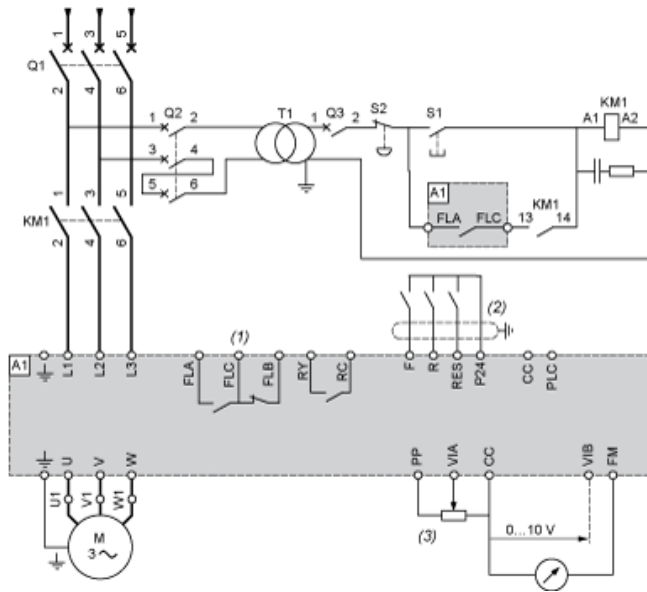 1 3 5
Q1
2 4 6
1 Q2 2
3 4
5 6
T1
1 Q3 2
S2
S1
KM1
A1 A2
A1
FLA FLC
KM1
13 14
1 3 5
KM1
2 4 6
(1)
(2)
A1
L1 L2 L3
FLA FLC FLB RY RC
F R RES P24
CC PLC
U V W
PP VIA CC VIB FM
U1 V1 W1
M
3
(3)
0...10 V